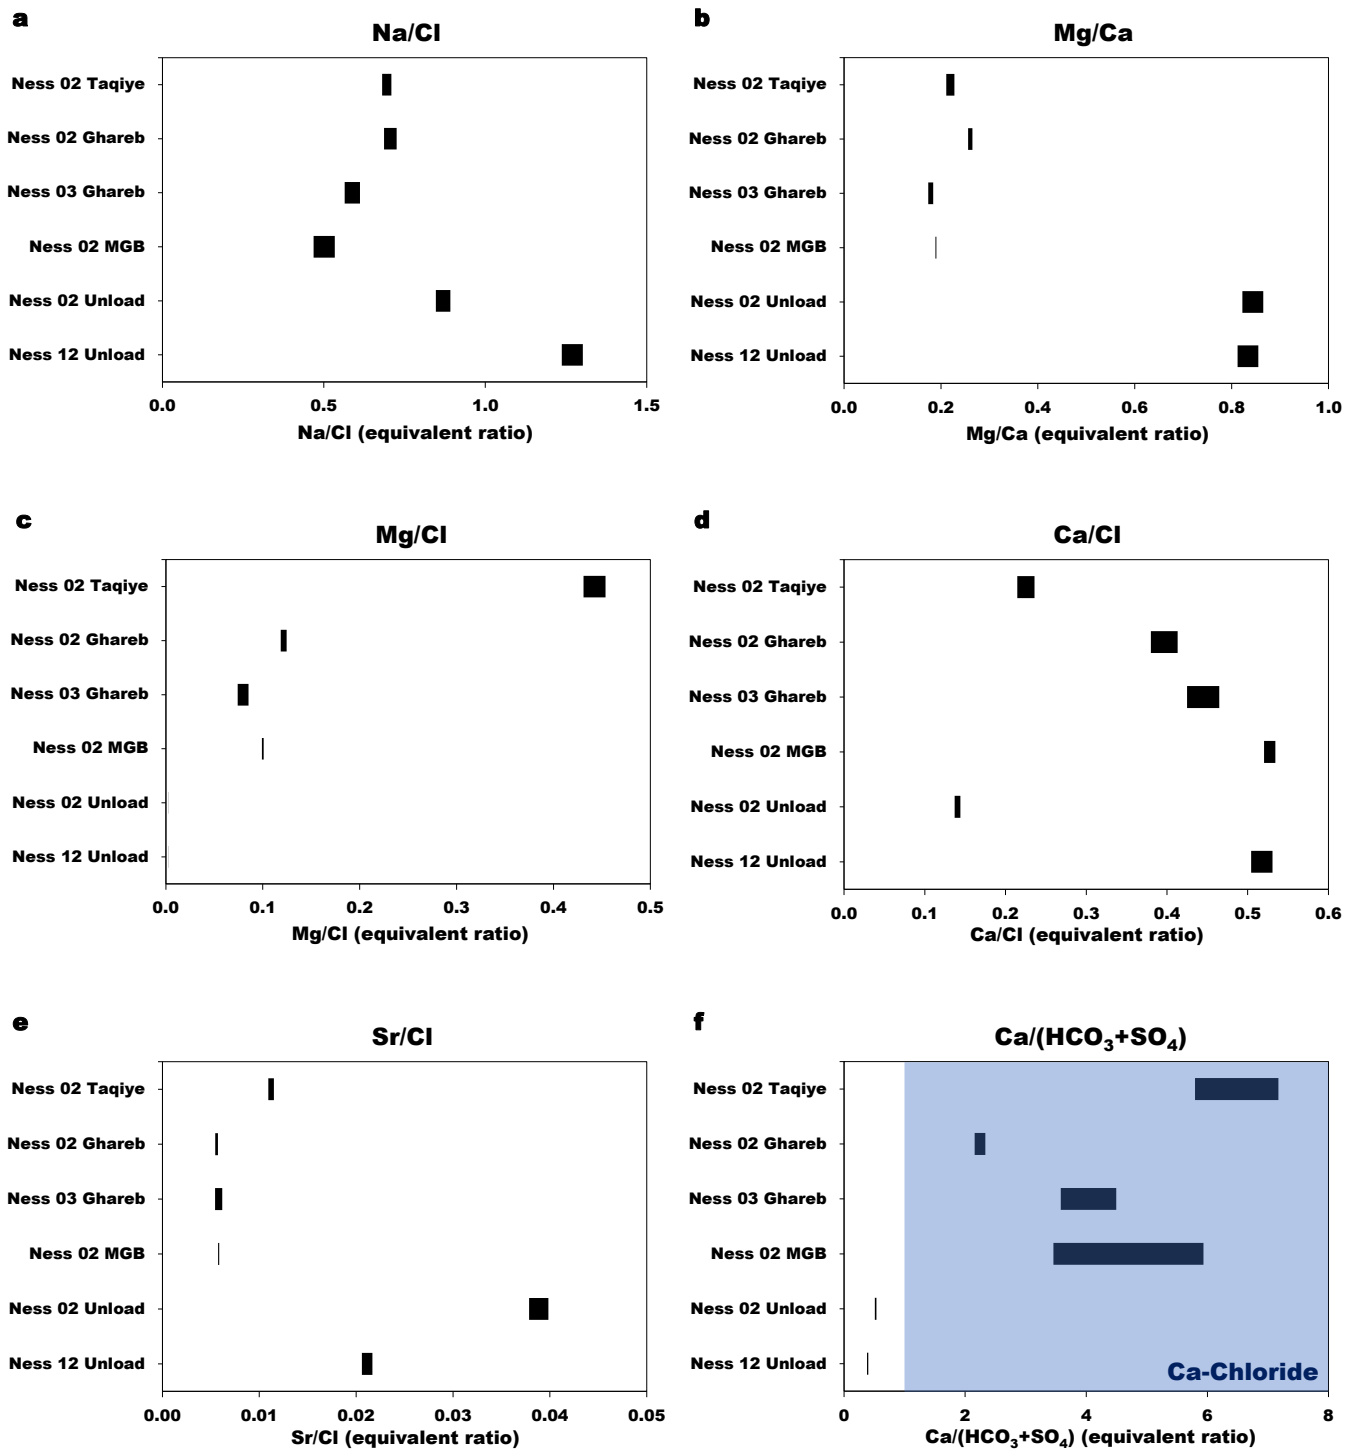 a
Na/Cl
Ness 02 Taqiye
Ness 02 Ghareb
Ness 03 Ghareb
Ness 02 MGB
Ness 02 Unload
Ness 12 Unload
0.0 0.5 1.0 1.5
Na/Cl (equivalent ratio)
b
Mg/Ca
Ness 02 Taqiye
Ness 02 Ghareb
Ness 03 Ghareb
Ness 02 MGB
Ness 02 Unload
Ness 12 Unload
0.0 0.2 0.4 0.6 0.8 1.0
Mg/Ca (equivalent ratio)
c
Mg/Cl
Ness 02 Taqiye
Ness 02 Ghareb
Ness 03 Ghareb
Ness 02 MGB
Ness 02 Unload
Ness 12 Unload
0.0 0.1 0.2 0.3 0.4 0.5
Mg/Cl (equivalent ratio)
d
Ca/Cl
Ness 02 Taqiye
Ness 02 Ghareb
Ness 03 Ghareb
Ness 02 MGB
Ness 02 Unload
Ness 12 Unload
0.0 0.1 0.2 0.3 0.4 0.5 0.6
Ca/Cl (equivalent ratio)
e
Sr/Cl
Ness 02 Taqiye
Ness 02 Ghareb
Ness 03 Ghareb
Ness 02 MGB
Ness 02 Unload
Ness 12 Unload
0.00 0.01 0.02 0.03 0.04 0.05
Sr/Cl (equivalent ratio)
f
Ca/(HCO₃+SO₄)
Ness 02 Taqiye
Ness 02 Ghareb
Ness 03 Ghareb
Ness 02 MGB
Ness 02 Unload
Ness 12 Unload
Ca-Chloride
0 2 4 6 8
Ca/(HCO₃+SO₄) (equivalent ratio)